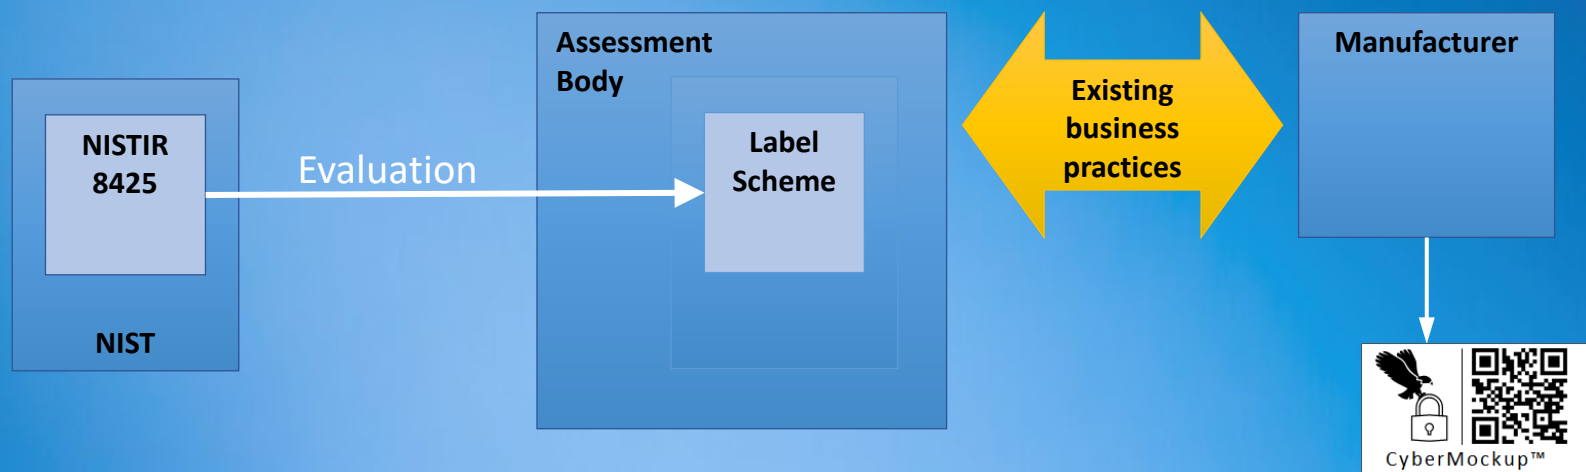 NISTIR
8425
NIST
Evaluation
Assessment
Body
Label
Scheme
Existing
business
practices
Manufacturer
CyberMockup™